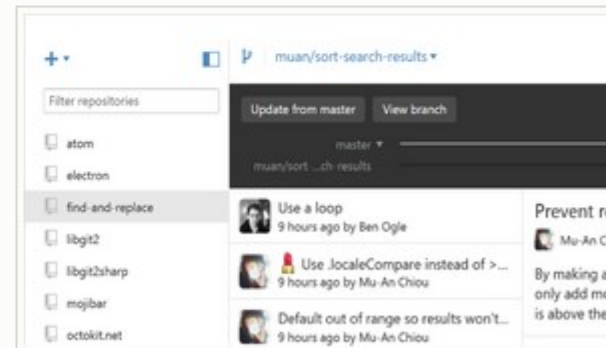 muan/sort-search-results
Filter repositories
atom
electron
find-and-replace
libgit2
libgit2sharp
mojibar
octokit.net
Update from master
View branch
master
muan/sort ...ch-results
Use a loop
9 hours ago by Ben Ogle
Use .localeCompare instead of >...
9 hours ago by Mu-An Chiou
Default out of range so results won't...
9 hours ago by Mu-An Chiou
Prevent
Mu-An
By making
only add
is above the